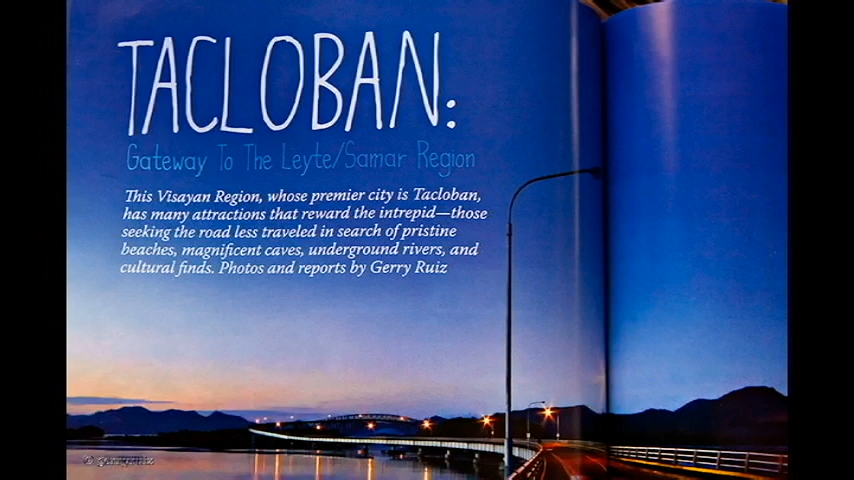 TACLOBAN:
Gateway To The Leyte/Samar Region
This Visayan Region, whose premier city is Tacloban,
has many attractions that reward the intrepid—those
seeking the road less traveled in search of pristine
beaches, magnificent caves, underground rivers, and
cultural finds. Photos and reports by Gerry Ruiz